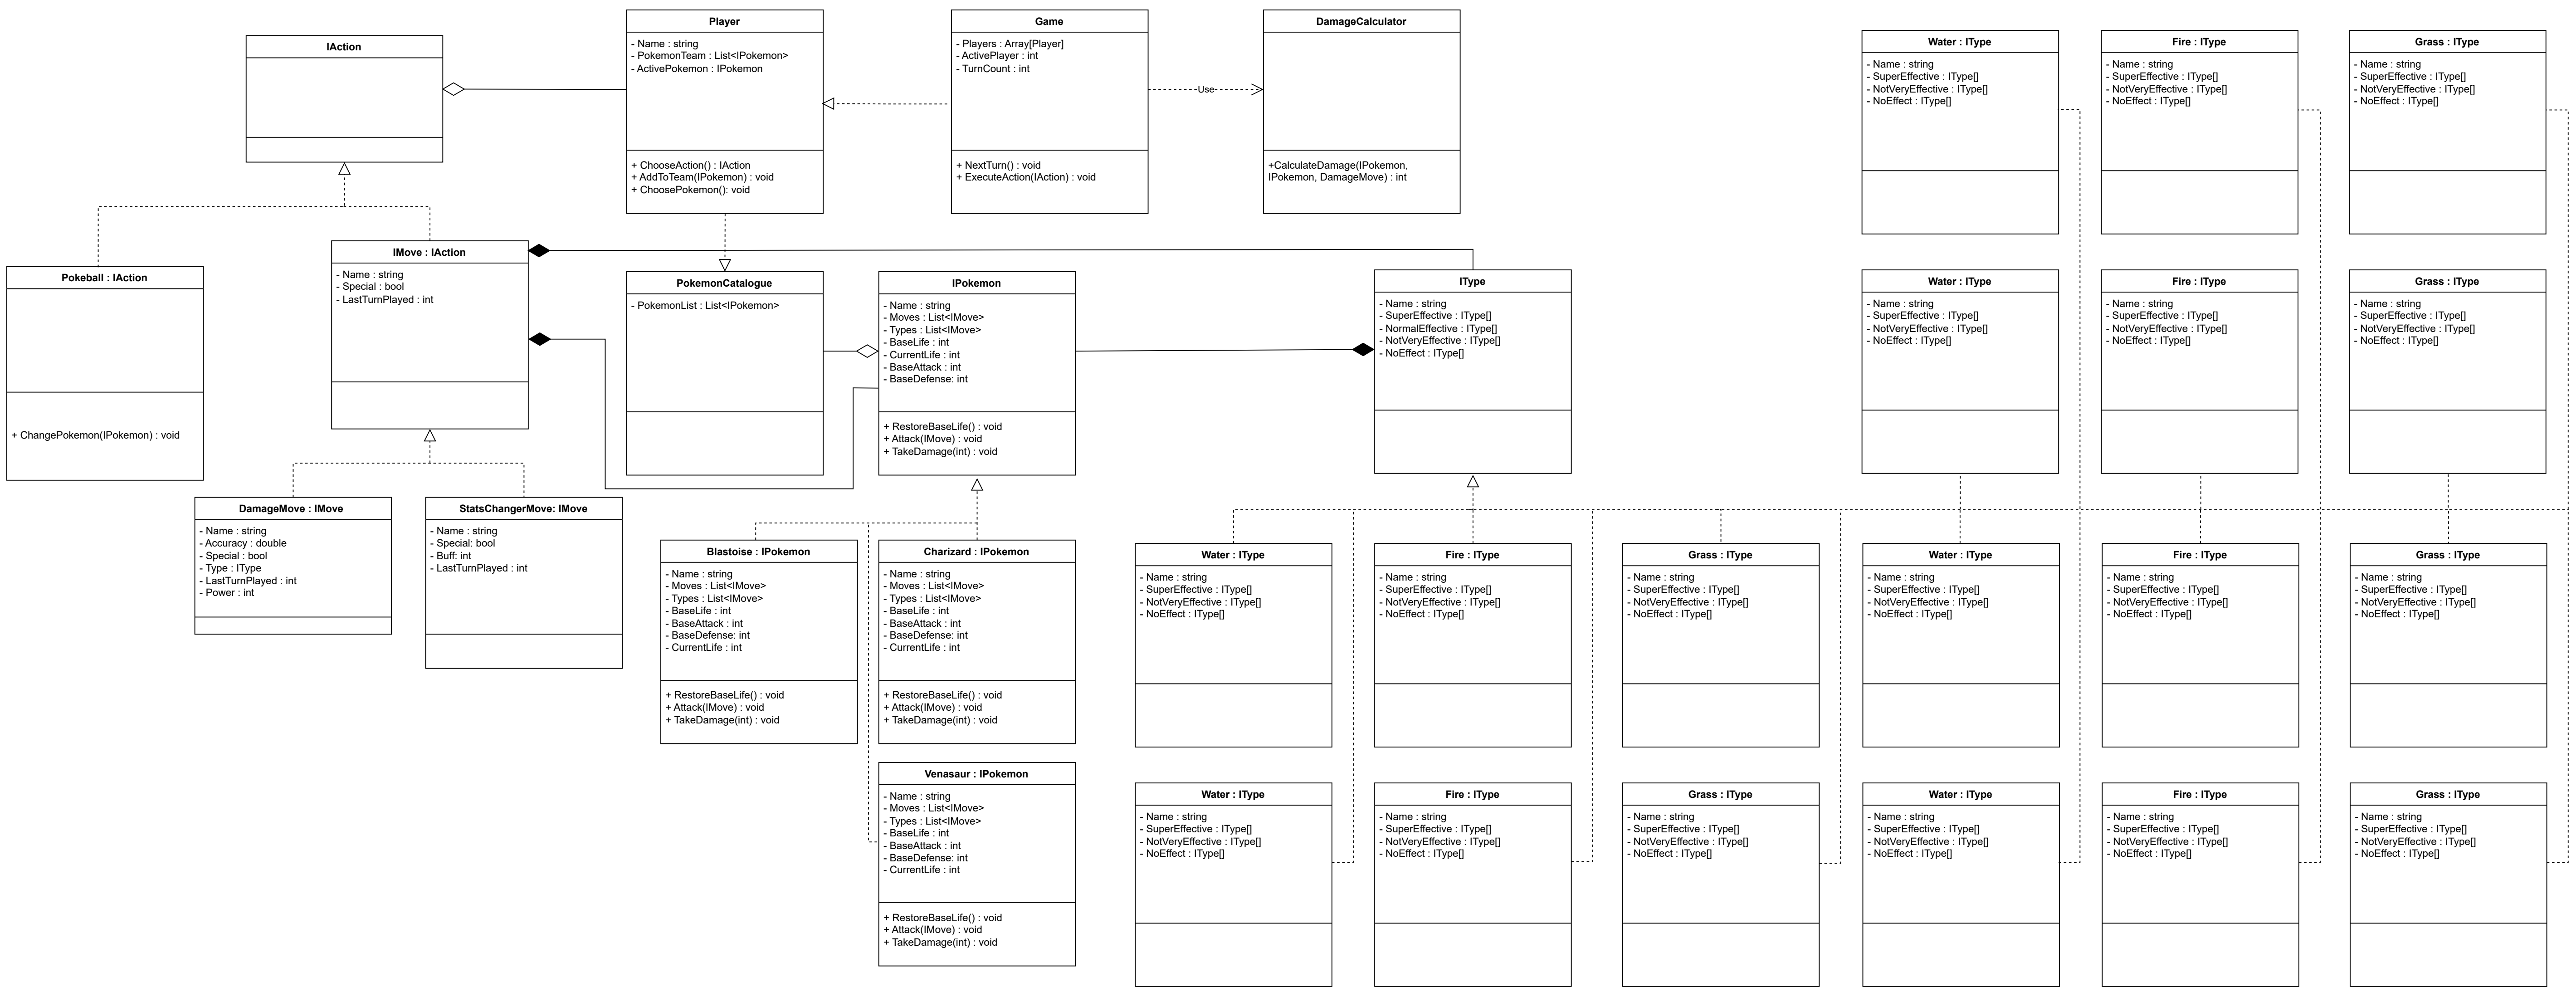 IAction
Player
- Name : string
- PokemonTeam : List<IPokemon>
- ActivePokemon : IPokemon
+ ChooseAction() : IAction
+ AddToTeam(IPokemon) : void
+ ChoosePokemon(): void
Game
- Players : Array[Player]
- ActivePlayer : int
- TurnCount : int
+ NextTurn() : void
+ ExecuteAction(IAction) : void
Use
DamageCalculator
+CalculateDamage(IPokemon,
IPokemon, DamageMove) : int
Water : IType
- Name : string
- SuperEffective : IType[]
- NotVeryEffective : IType[]
- NoEffect : IType[]
Fire : IType
- Name : string
- SuperEffective : IType[]
- NotVeryEffective : IType[]
- NoEffect : IType[]
Grass : IType
- Name : string
- SuperEffective : IType[]
- NotVeryEffective : IType[]
- NoEffect : IType[]
Pokeball : IAction
+ ChangePokemon(IPokemon) : void
IMove : IAction
- Name : string
- Special : bool
- LastTurnPlayed : int
PokemonCatalogue
- PokemonList : List<IPokemon>
IPokemon
- Name : string
- Moves : List<IMove>
- Types : List<IMove>
- BaseLife : int
- CurrentLife : int
- BaseAttack : int
- BaseDefense: int
+ RestoreBaseLife() : void
+ Attack(IMove) : void
+ TakeDamage(int) : void
IType
- Name : string
- SuperEffective : IType[]
- NormalEffective : IType[]
- NotVeryEffective : IType[]
- NoEffect : IType[]
Water : IType
- Name : string
- SuperEffective : IType[]
- NotVeryEffective : IType[]
- NoEffect : IType[]
Fire : IType
- Name : string
- SuperEffective : IType[]
- NotVeryEffective : IType[]
- NoEffect : IType[]
Grass : IType
- Name : string
- SuperEffective : IType[]
- NotVeryEffective : IType[]
- NoEffect : IType[]
DamageMove : IMove
- Name : string
- Accuracy : double
- Special : bool
- Type : IType
- LastTurnPlayed : int
- Power : int
StatsChangerMove: IMove
- Name : string
- Special: bool
- Buff: int
- LastTurnPlayed : int
Blastoise : IPokemon
- Name : string
- Moves : List<IMove>
- Types : List<IMove>
- BaseLife : int
- BaseAttack : int
- BaseDefense: int
- CurrentLife : int
+ RestoreBaseLife() : void
+ Attack(IMove) : void
+ TakeDamage(int) : void
Charizard : IPokemon
- Name : string
- Moves : List<IMove>
- Types : List<IMove>
- BaseLife : int
- BaseAttack : int
- BaseDefense: int
- CurrentLife : int
+ RestoreBaseLife() : void
+ Attack(IMove) : void
+ TakeDamage(int) : void
Water : IType
- Name : string
- SuperEffective : IType[]
- NotVeryEffective : IType[]
- NoEffect : IType[]
Fire : IType
- Name : string
- SuperEffective : IType[]
- NotVeryEffective : IType[]
- NoEffect : IType[]
Grass : IType
- Name : string
- SuperEffective : IType[]
- NotVeryEffective : IType[]
- NoEffect : IType[]
Water : IType
- Name : string
- SuperEffective : IType[]
- NotVeryEffective : IType[]
- NoEffect : IType[]
Fire : IType
- Name : string
- SuperEffective : IType[]
- NotVeryEffective : IType[]
- NoEffect : IType[]
Grass : IType
- Name : string
- SuperEffective : IType[]
- NotVeryEffective : IType[]
- NoEffect : IType[]
Venasaur : IPokemon
- Name : string
- Moves : List<IMove>
- Types : List<IMove>
- BaseLife : int
- BaseAttack : int
- BaseDefense: int
- CurrentLife : int
+ RestoreBaseLife() : void
+ Attack(IMove) : void
+ TakeDamage(int) : void
Water : IType
- Name : string
- SuperEffective : IType[]
- NotVeryEffective : IType[]
- NoEffect : IType[]
Fire : IType
- Name : string
- SuperEffective : IType[]
- NotVeryEffective : IType[]
- NoEffect : IType[]
Grass : IType
- Name : string
- SuperEffective : IType[]
- NotVeryEffective : IType[]
- NoEffect : IType[]
Water : IType
- Name : string
- SuperEffective : IType[]
- NotVeryEffective : IType[]
- NoEffect : IType[]
Fire : IType
- Name : string
- SuperEffective : IType[]
- NotVeryEffective : IType[]
- NoEffect : IType[]
Grass : IType
- Name : string
- SuperEffective : IType[]
- NotVeryEffective : IType[]
- NoEffect : IType[]